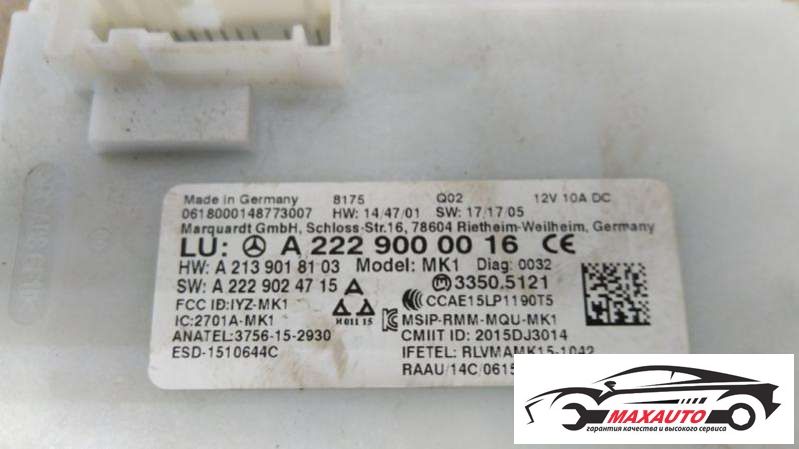 Made in Germany 8175 Q02 12V 10A DC
0618000148773007 HW: 14/47/01 SW: 17/17/05
Marquardt GmbH, Schloss-Str.16, 78604 Rietheim-Weilheim, Germany
LU: A 222 900 00 16 CE
HW: A 213 901 81 03 Model: MK1 Diag: 0032
SW: A 222 902 47 15 3350.5121
FCC ID:IYZ-MK1 CCAE15LP1190T5
IC:2701A-MK1 MSIP-RMM-MQU-MK1
ANATEL:3756-15-2930 CMIIT ID: 2015DJ3014
ESD-1510644C IFETEL: RLVMAMK15-1042
RAAU/14C/0615
MAXAUTO
гарантия качества и высокого сервиса